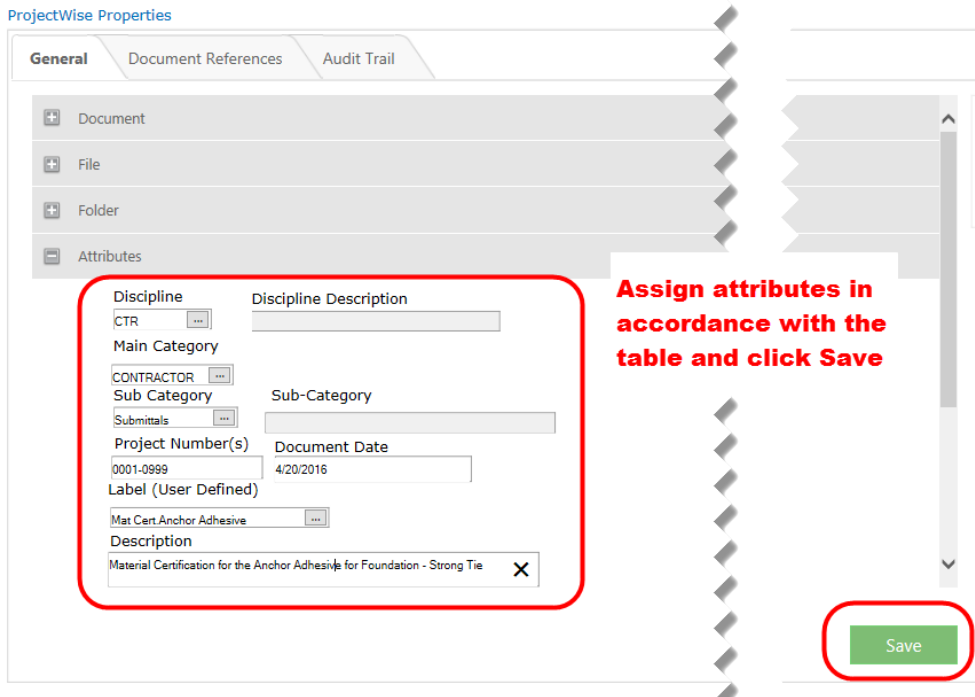 ProjectWise Properties
General Document References Audit Trail
Document
File
Folder
Attributes
Discipline Discipline Description
CTR ...
Main Category
CONTRACTOR ...
Sub Category Sub-Category
Submittals ...
Project Number(s) Document Date
0001-0999 4/20/2016
Label (User Defined)
Mat Cert.Anchor Adhesive ...
Description
Material Certification for the Anchor Adhesive for Foundation - Strong Tie
Assign attributes in
accordance with the
table and click Save
Save